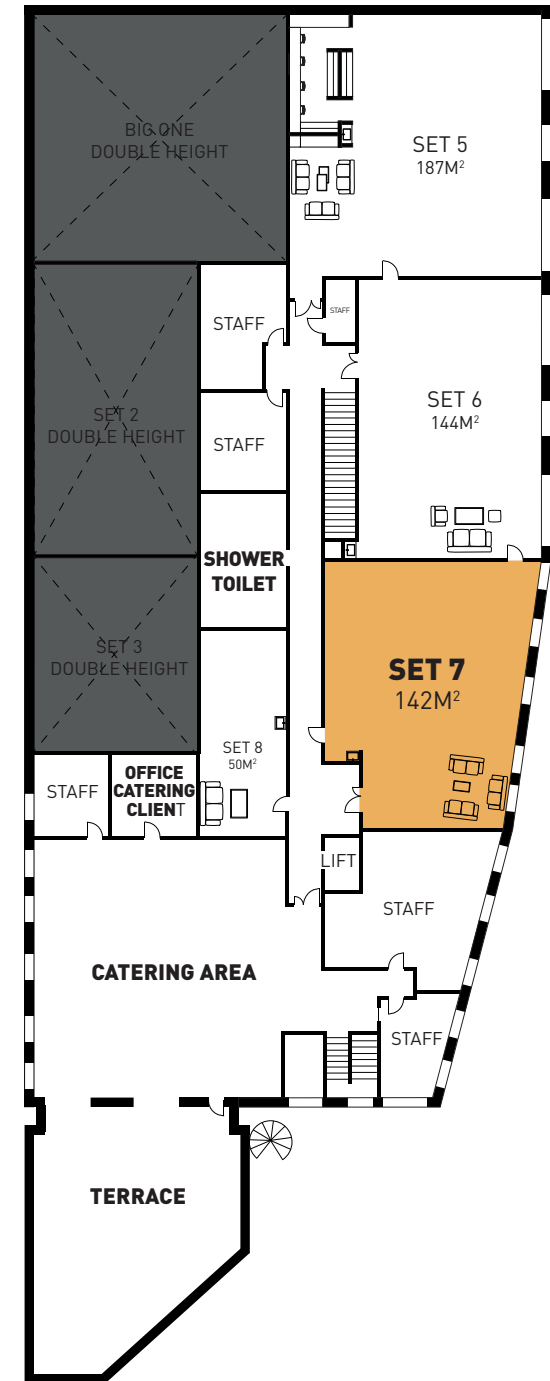 BIG ONE
DOUBLE HEIGHT
SET 5
187M²
STAFF
STAFF
SET 2
DOUBLE HEIGHT
SET 6
144M²
STAFF
SHOWER
TOILET
SET 3
DOUBLE HEIGHT
SET 7
142M²
SET 8
50M²
STAFF
OFFICE
CATERING
CLIENT
LIFT
STAFF
CATERING AREA
STAFF
TERRACE